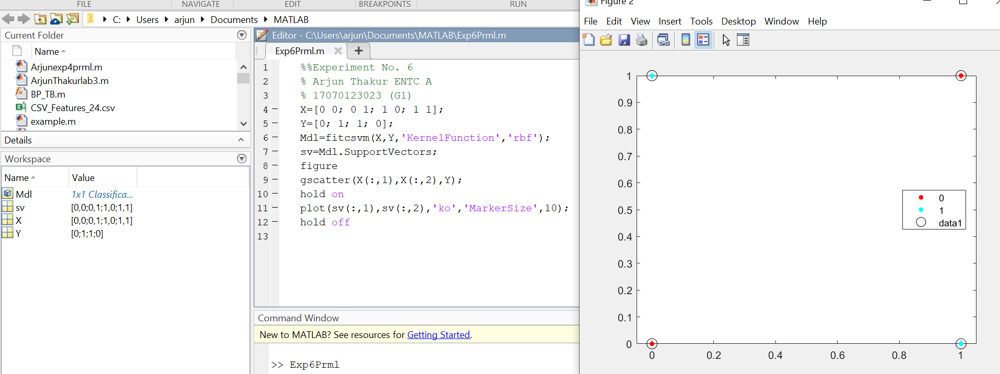 FILE NAVIGATE EDIT BREAKPOINTS RUN
C: Users arjun Documents MATLAB
Current Folder
Name
Arjunexp4prml.m
ArjunThakurlab3.m
BP_TB.m
CSV_Features_24.csv
example.m
Details
Workspace
Name Value
Mdl 1x1 Classifica...
sv [0,0;0,1;1,0;1,1]
X [0,0;0,1;1,0;1,1]
Y [0;1;1;0]
Editor - C:\Users\arjun\Documents\MATLAB\Exp6Prml.m
Exp6Prml.m
1 %%Experiment No. 6
2 % Arjun Thakur ENTC A
3 % 17070123023 (G1)
4 X=[0 0; 0 1; 1 0; 1 1];
5 Y=[0; 1; 1; 0];
6 Mdl=fitcsvm(X,Y,'KernelFunction','rbf');
7 sv=Mdl.SupportVectors;
8 figure
9 gscatter(X(:,1),X(:,2),Y);
10 hold on
11 plot(sv(:,1),sv(:,2),'ko','MarkerSize',10);
12 hold off
13
Command Window
New to MATLAB? See resources for Getting Started.
>> Exp6Prml
Figure 2
File Edit View Insert Tools Desktop Window Help
1
0.9
0.8
0.7
0.6
0.5
0.4
0.3
0.2
0.1
0
0 0.2 0.4 0.6 0.8 1
0
1
data1